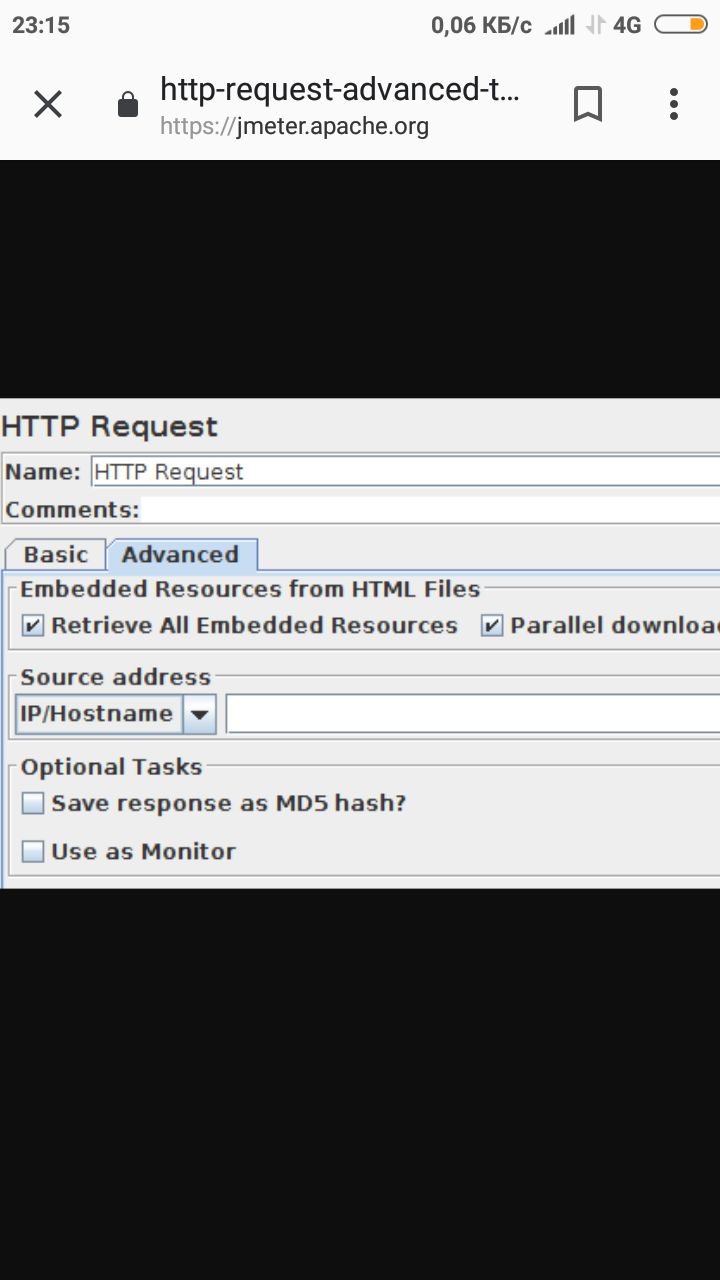 23:15 0,06 КБ/с 4G
http-request-advanced-t...
https://jmeter.apache.org
HTTP Request
Name: HTTP Request
Comments:
Basic Advanced
Embedded Resources from HTML Files
Retrieve All Embedded Resources Parallel downloa
Source address
IP/Hostname
Optional Tasks
Save response as MD5 hash?
Use as Monitor